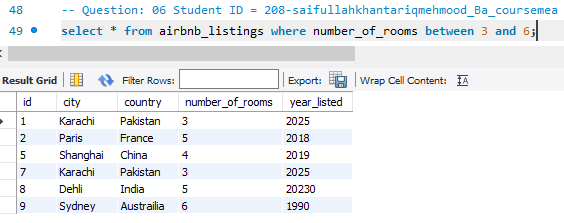 48 -- Question: 06 Student ID = 208-saifullahkhantariqmehmood_Ba_coursemea
49 select * from airbnb_listings where number_of_rooms between 3 and 6;
Result Grid Filter Rows: Export: Wrap Cell Content:
id city country number_of_rooms year_listed
1 Karachi Pakistan 3 2025
2 Paris France 5 2018
5 Shanghai China 4 2019
7 Karachi Pakistan 3 2025
8 Dehli India 5 20230
9 Sydney Austrailia 6 1990